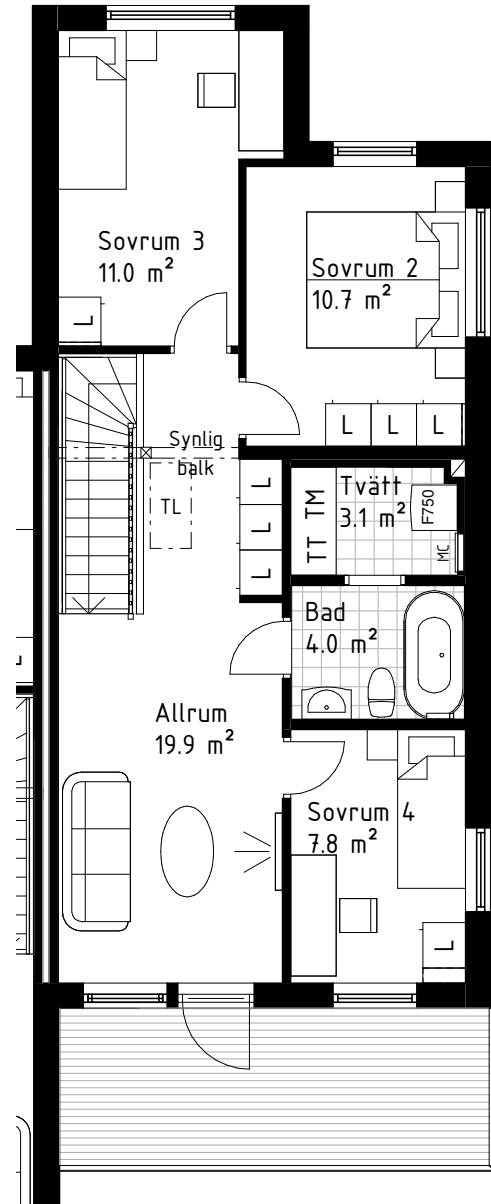 Sovrum 3
11.0 m²
Sovrum 2
10.7 m²
L
L
L
L
Synlig
balk
TL
L
L
L
Tvätt
3.1 m²
TT TM
F750
MC
Bad
4.0 m²
Allrum
19.9 m²
Sovrum 4
7.8 m²
L